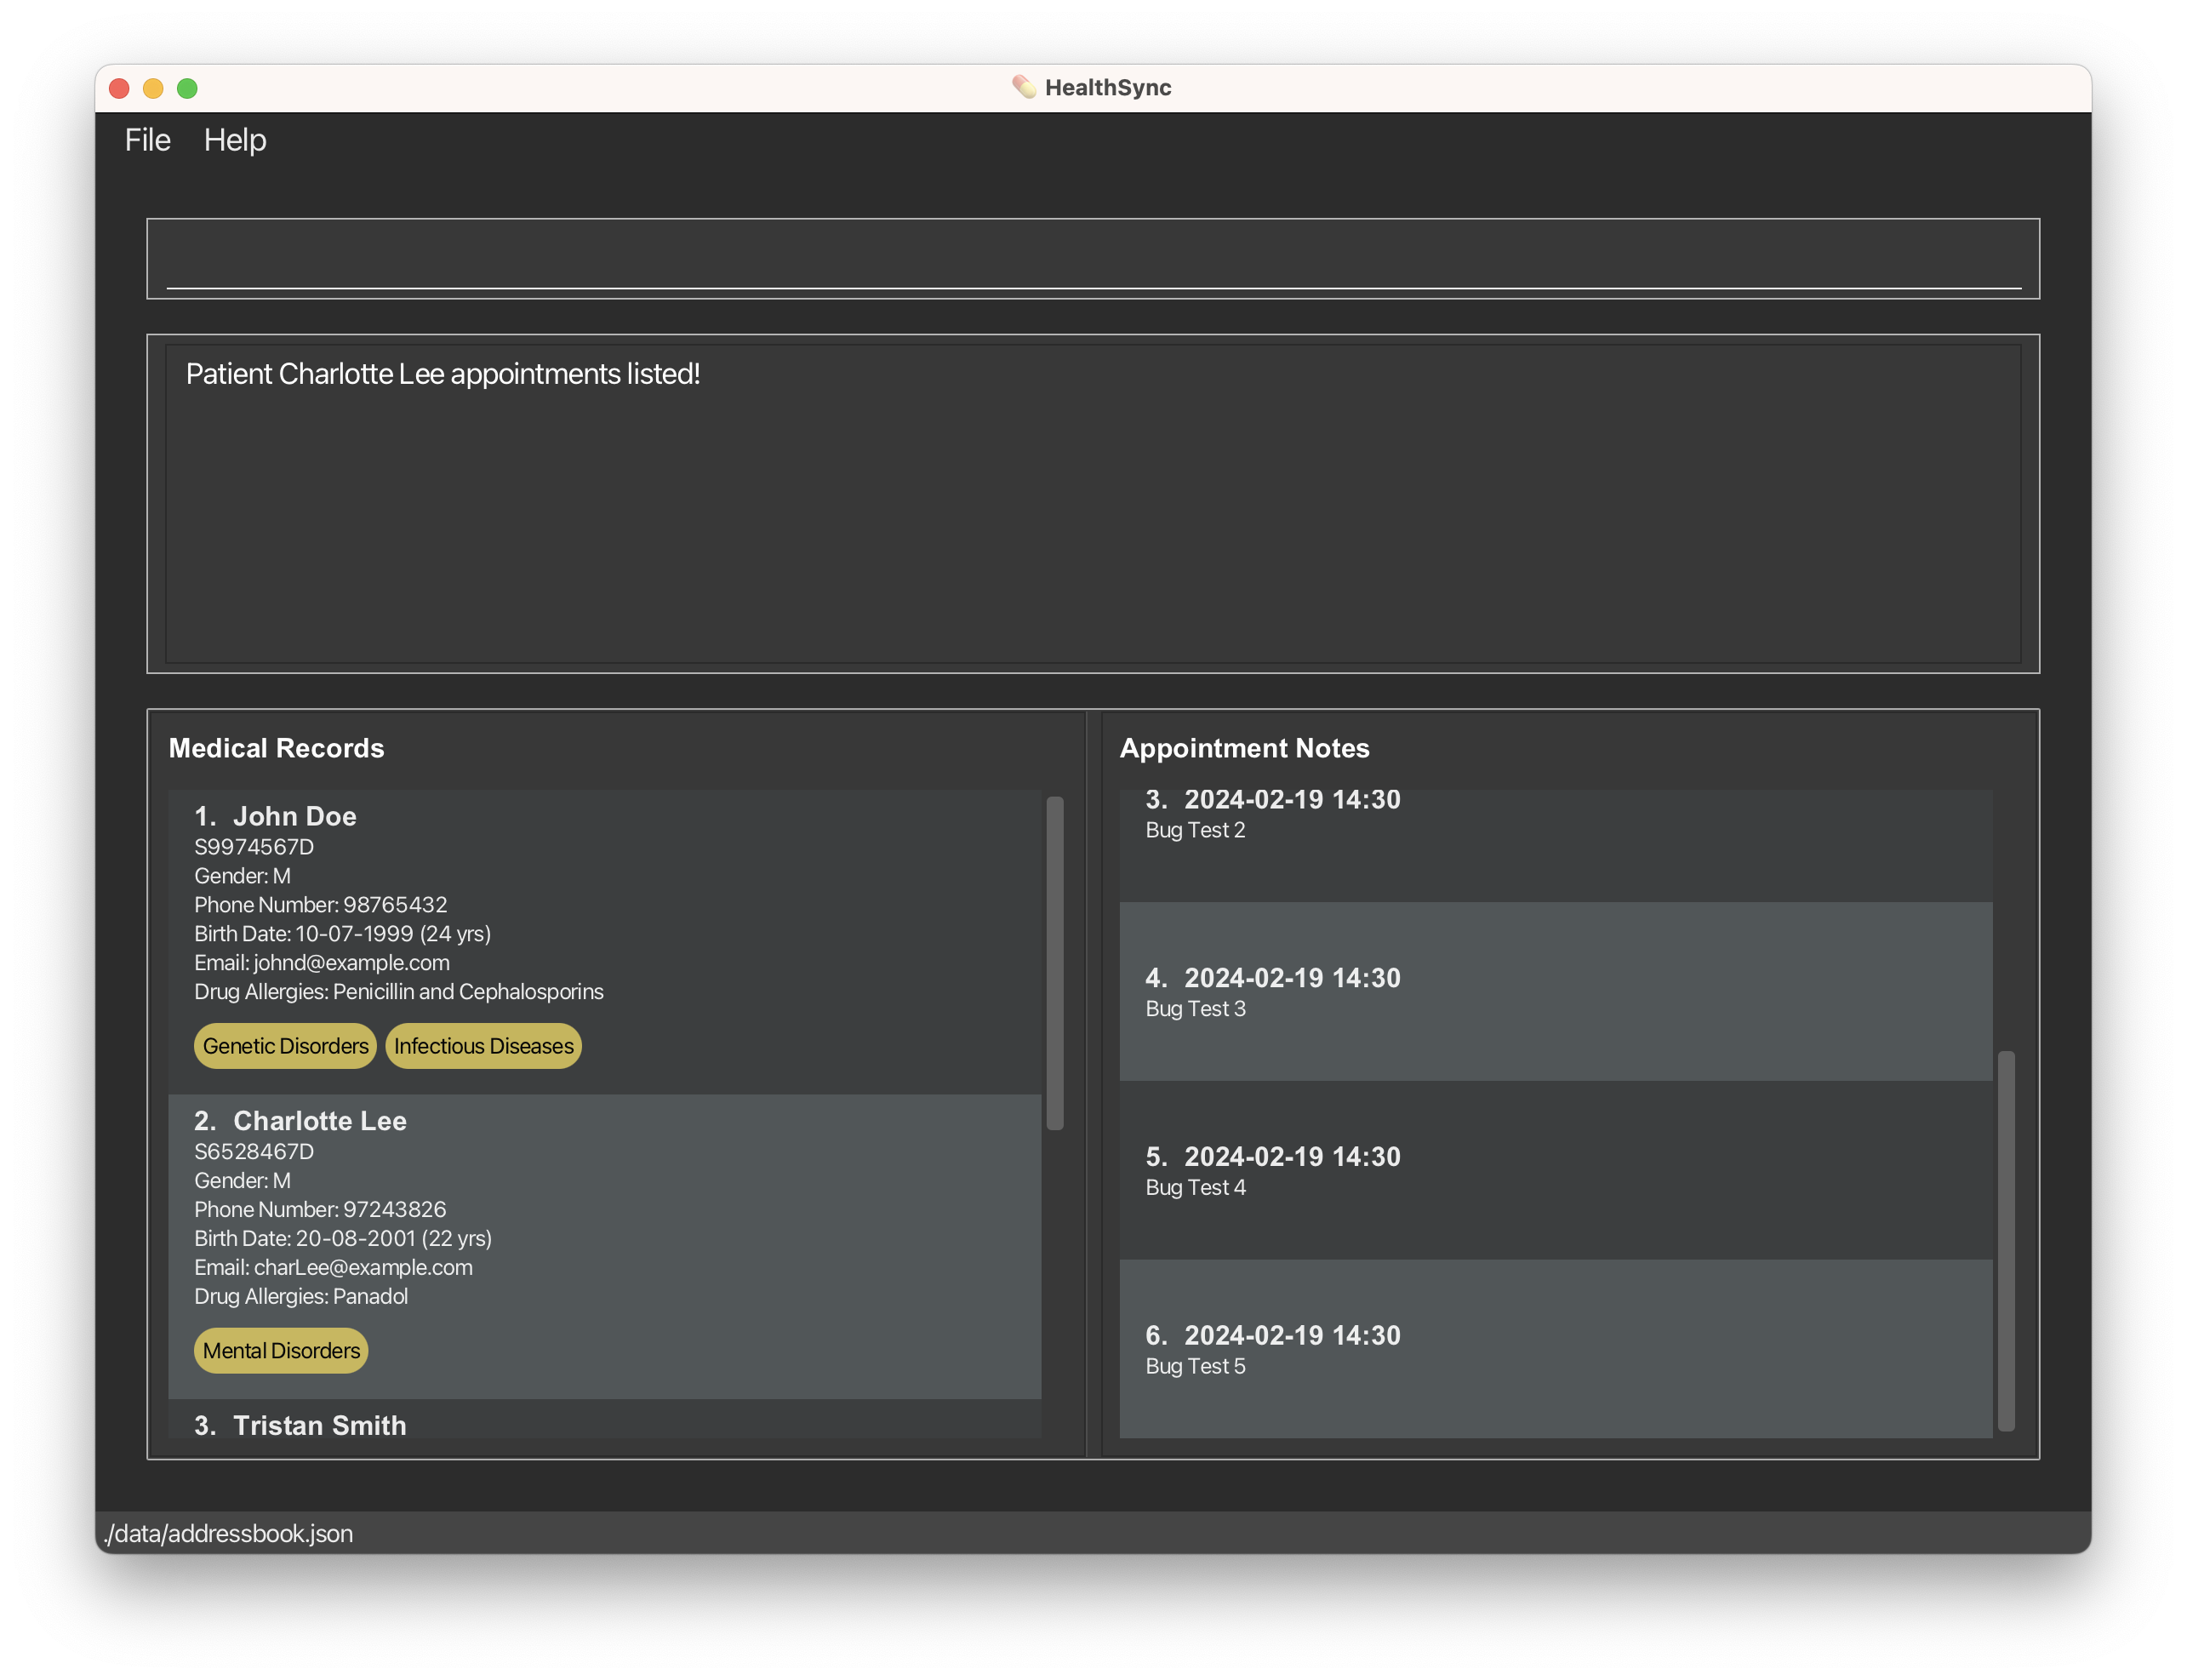 HealthSync
File Help
Patient Charlotte Lee appointments listed!
Medical Records
1. John Doe
S9974567D
Gender: M
Phone Number: 98765432
Birth Date: 10-07-1999 (24 yrs)
Email: johnd@example.com
Drug Allergies: Penicillin and Cephalosporins
Genetic Disorders Infectious Diseases
2. Charlotte Lee
S6528467D
Gender: M
Phone Number: 97243826
Birth Date: 20-08-2001 (22 yrs)
Email: charLee@example.com
Drug Allergies: Panadol
Mental Disorders
3. Tristan Smith
Appointment Notes
3. 2024-02-19 14:30
Bug Test 2
4. 2024-02-19 14:30
Bug Test 3
5. 2024-02-19 14:30
Bug Test 4
6. 2024-02-19 14:30
Bug Test 5
./data/addressbook.json